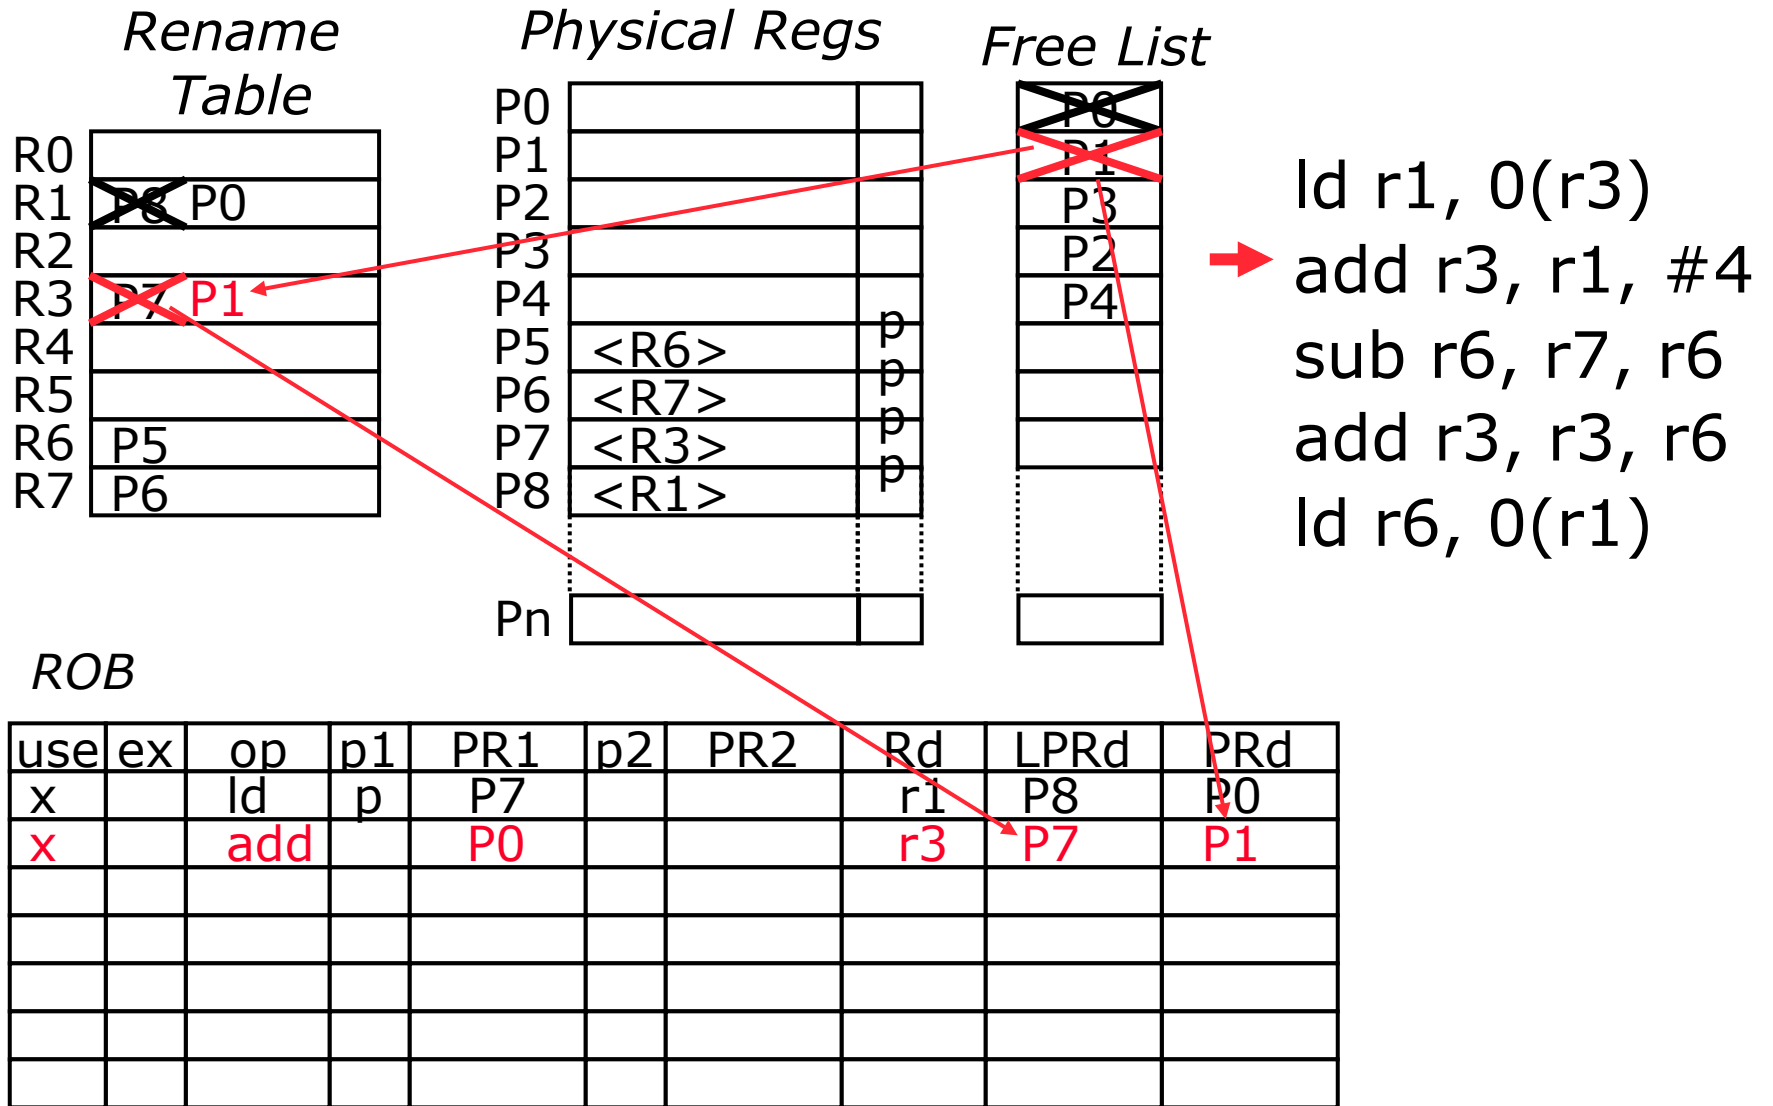 Rename
Table
Physical Regs
Free List
R0
R1 P8 P0
R2
R3 P7 P1
R4
R5
R6 P5
R7 P6
P0
P1
P2
P3
P4
P5 <R6> p
P6 <R7> p
P7 <R3> p
P8 <R1> p
Pn
P0
P1
P3
P2
P4
ld r1, 0(r3)
add r3, r1, #4
sub r6, r7, r6
add r3, r3, r6
ld r6, 0(r1)
ROB
use ex op p1 PR1 p2 PR2 Rd LPRd PRd
x ld p P7 r1 P8 P0
x add P0 r3 P7 P1